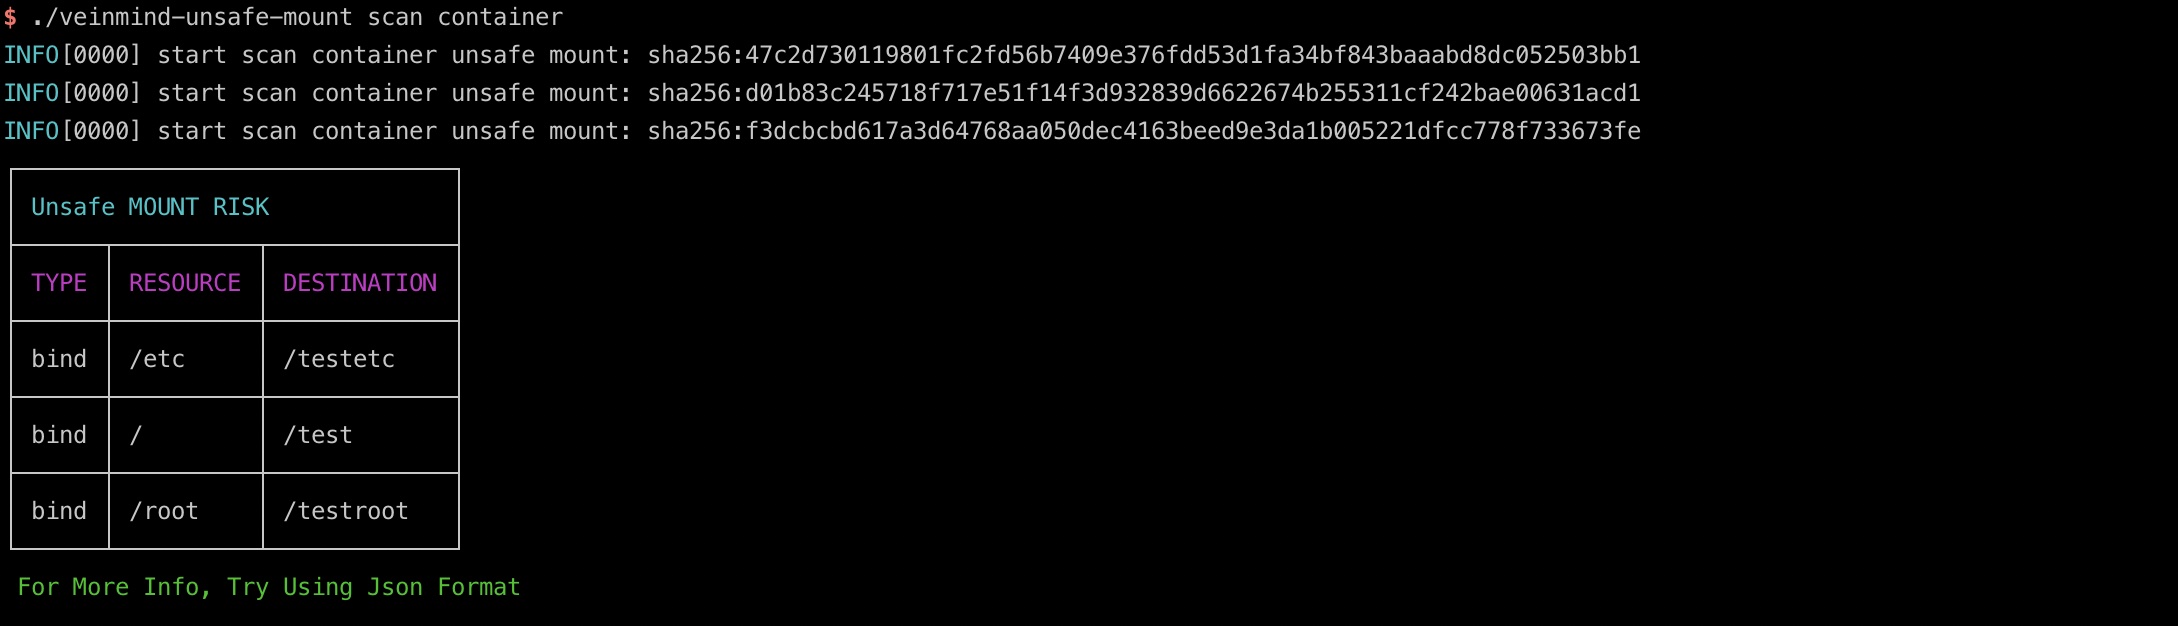 $ ./veinmind-unsafe-mount scan container
INFO[0000] start scan container unsafe mount: sha256:47c2d730119801fc2fd56b7409e376fdd53d1fa34bf843baaabd8dc052503bb1
INFO[0000] start scan container unsafe mount: sha256:d01b83c245718f717e51f14f3d932839d6622674b255311cf242bae00631acd1
INFO[0000] start scan container unsafe mount: sha256:f3dcbcbd617a3d64768aa050dec4163beed9e3da1b005221dfcc778f733673fe
Unsafe MOUNT RISK
TYPE RESOURCE DESTINATION
bind /etc /testetc
bind / /test
bind /root /testroot
For More Info, Try Using Json Format